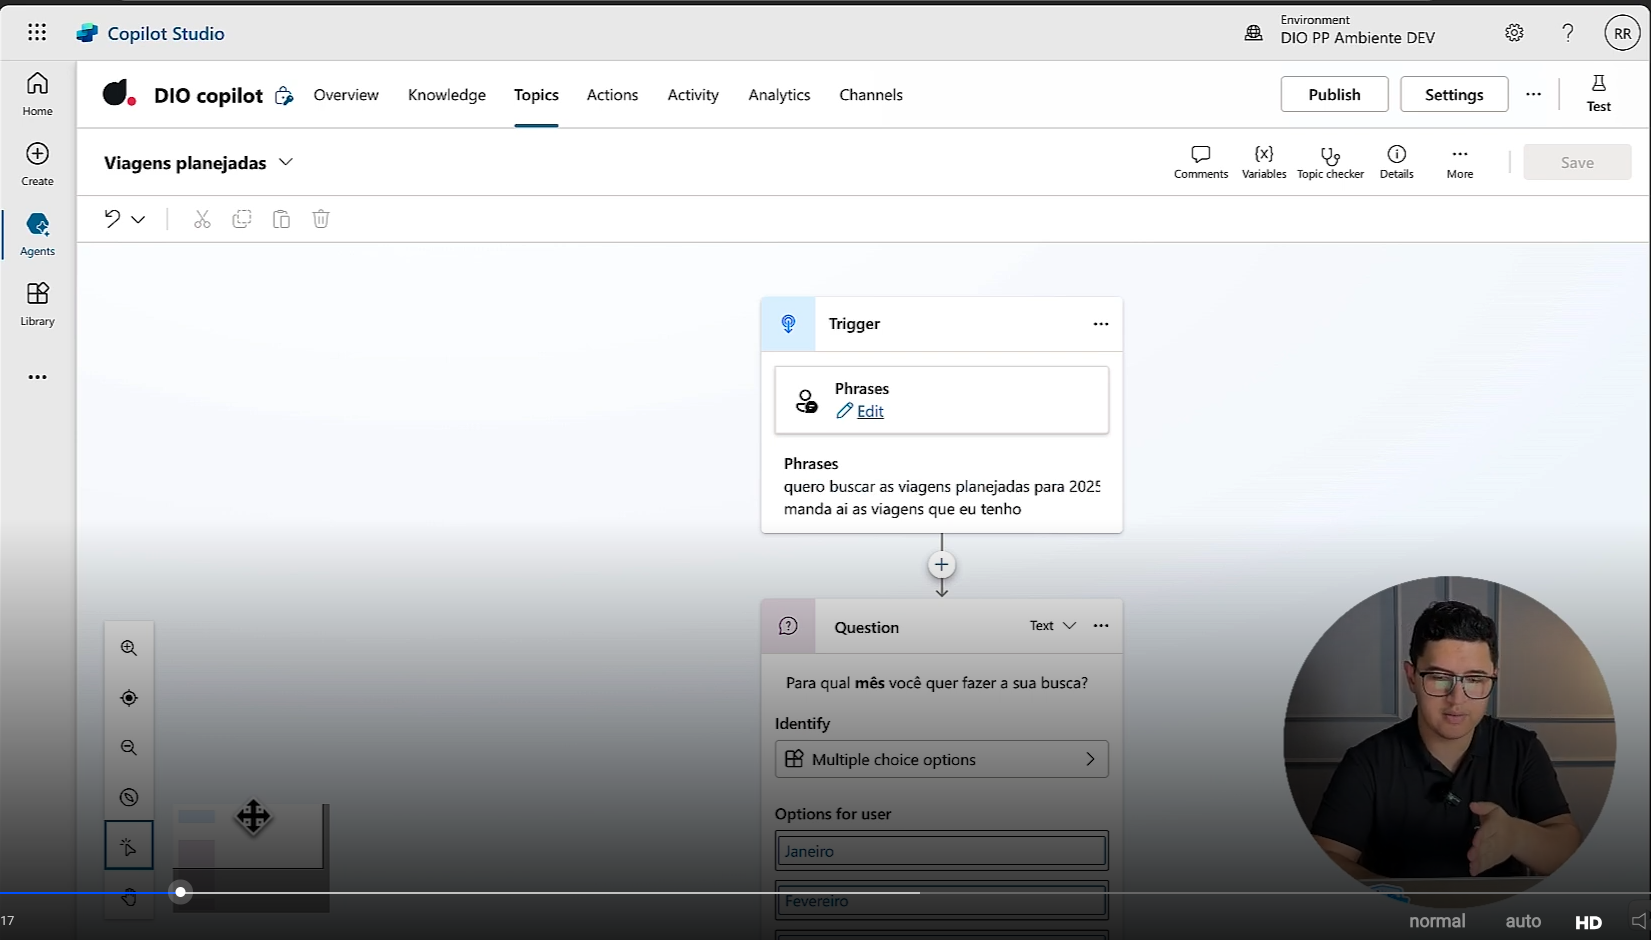 Copilot Studio
Environment
DIO PP Ambiente DEV
RR
Home
Create
Agents
Library
DIO copilot
Overview
Knowledge
Topics
Actions
Activity
Analytics
Channels
Publish
Settings
Test
Viagens planejadas
Comments
Variables
Topic checker
Details
More
Save
Trigger
Phrases
Edit
Phrases
quero buscar as viagens planejadas para 2025
manda ai as viagens que eu tenho
Question
Text
Para qual mês você quer fazer a sua busca?
Identify
Multiple choice options
Options for user
Janeiro
Fevereiro
17
normal
auto
HD